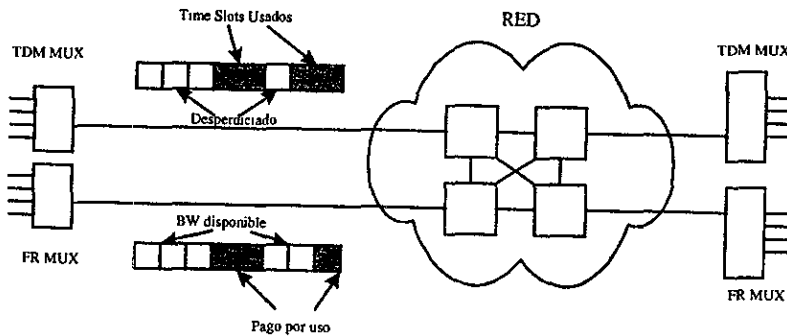 Time Slots Usados
RED
TDM MUX
TDM MUX
Desperdiciado
BW disponible
FR MUX
FR MUX
Pago por uso